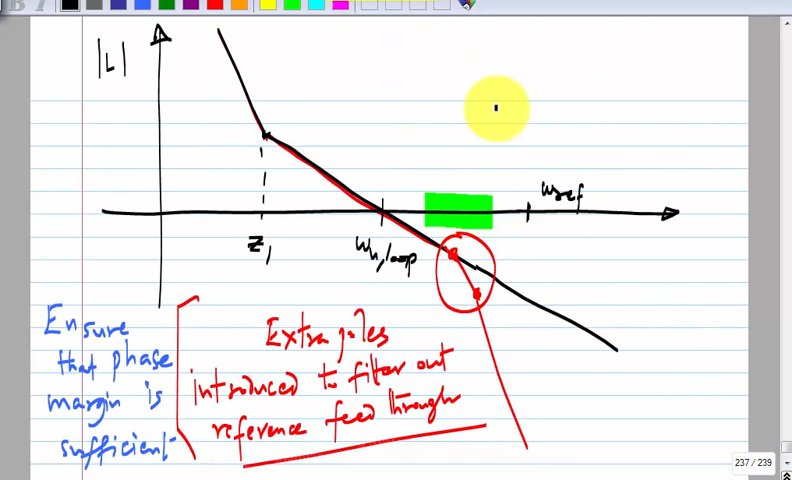 |L|
ωref
z1
ωu,loop
Ensure
that phase
margin is
sufficient
Extra poles
introduced to filter out
reference feed through
237 / 239